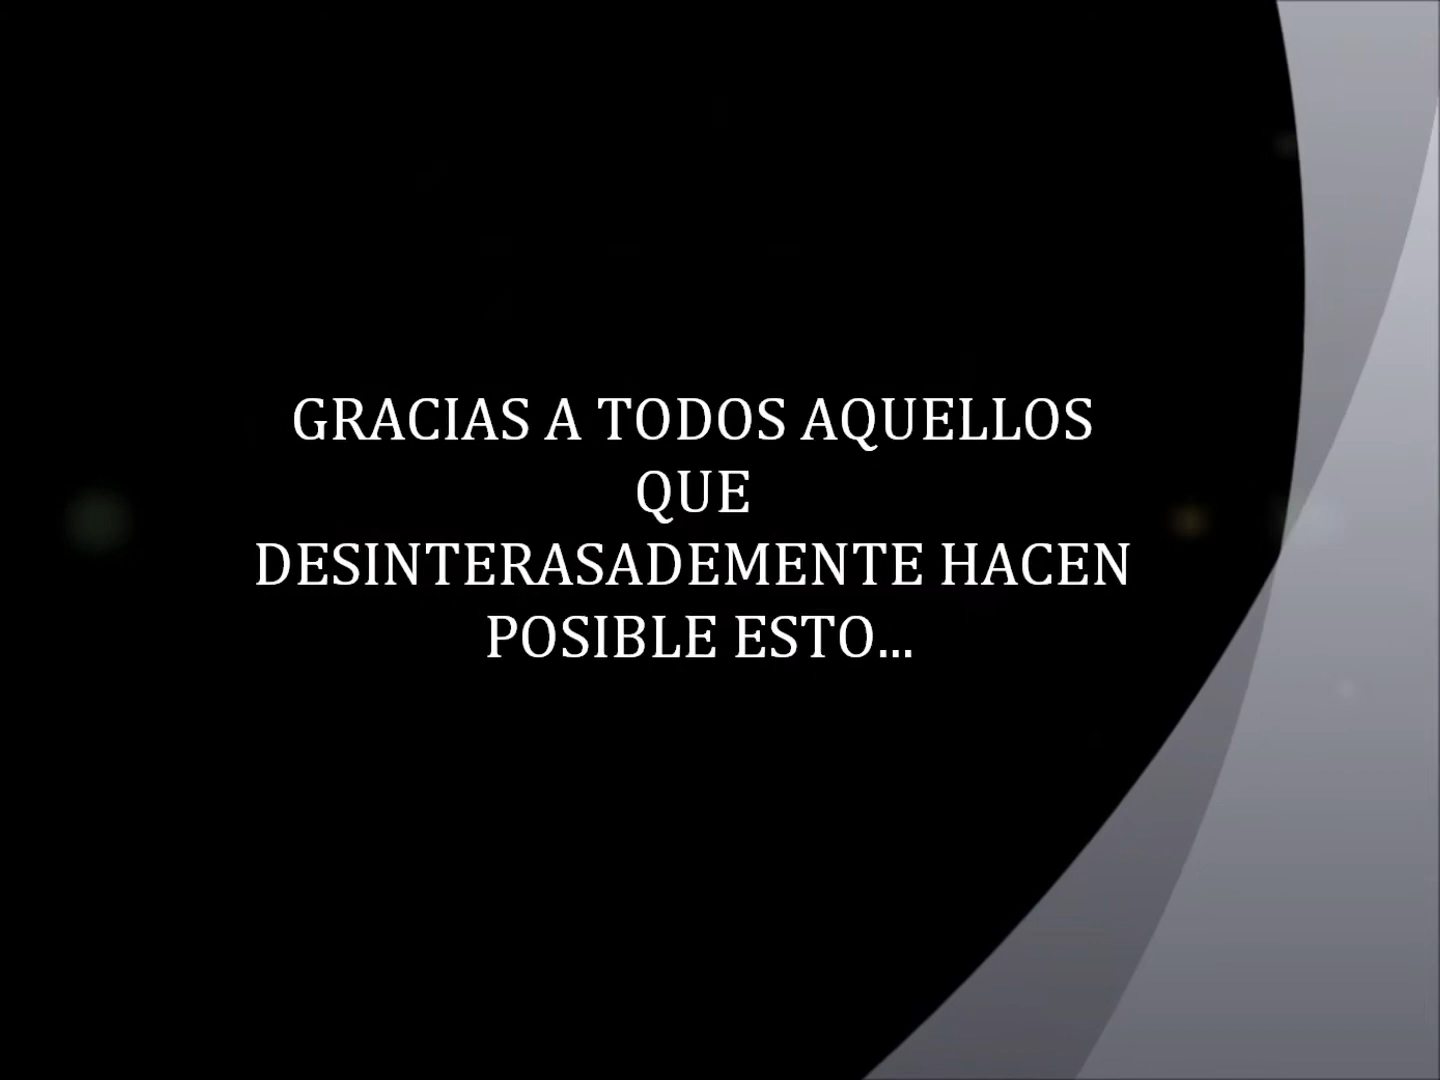 GRACIAS A TODOS AQUELLOS
QUE
DESINTERASADEMENTE HACEN
POSIBLE ESTO...